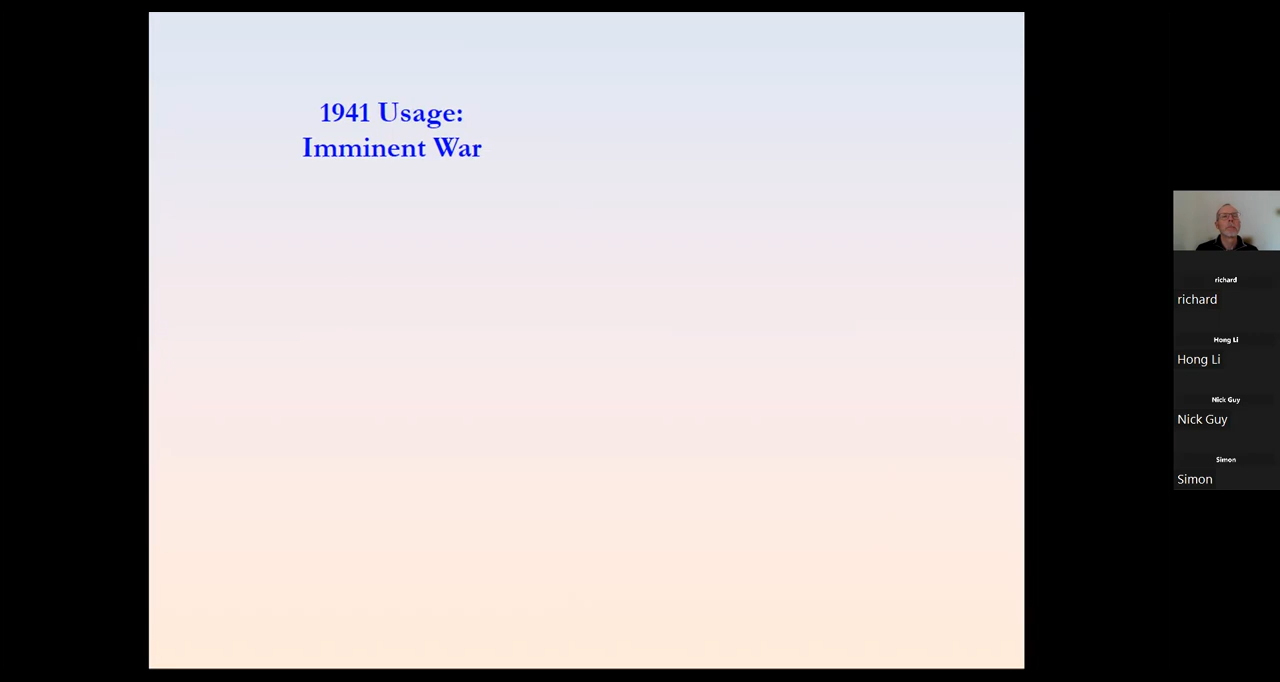 1941 Usage:
Imminent War
richard
richard
Hong Li
Hong Li
Nick Guy
Nick Guy
Simon
Simon